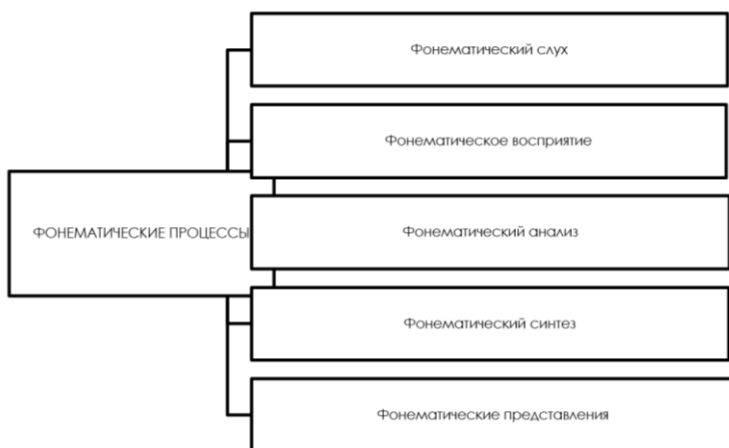 Фонематический слух
Фонематическое восприятие
ФОНЕМАТИЧЕСКИЕ ПРОЦЕССЫ
Фонематический анализ
Фонематический синтез
Фонематические представления